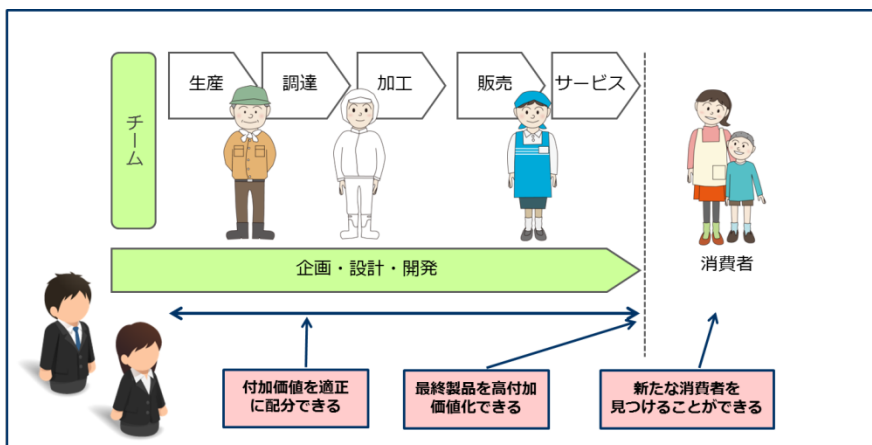 チーム
生産
調達
加工
販売
サービス
消費者
企画・設計・開発
付加価値を適正
に配分できる
最終製品を高付加
価値化できる
新たな消費者を
見つけることができる